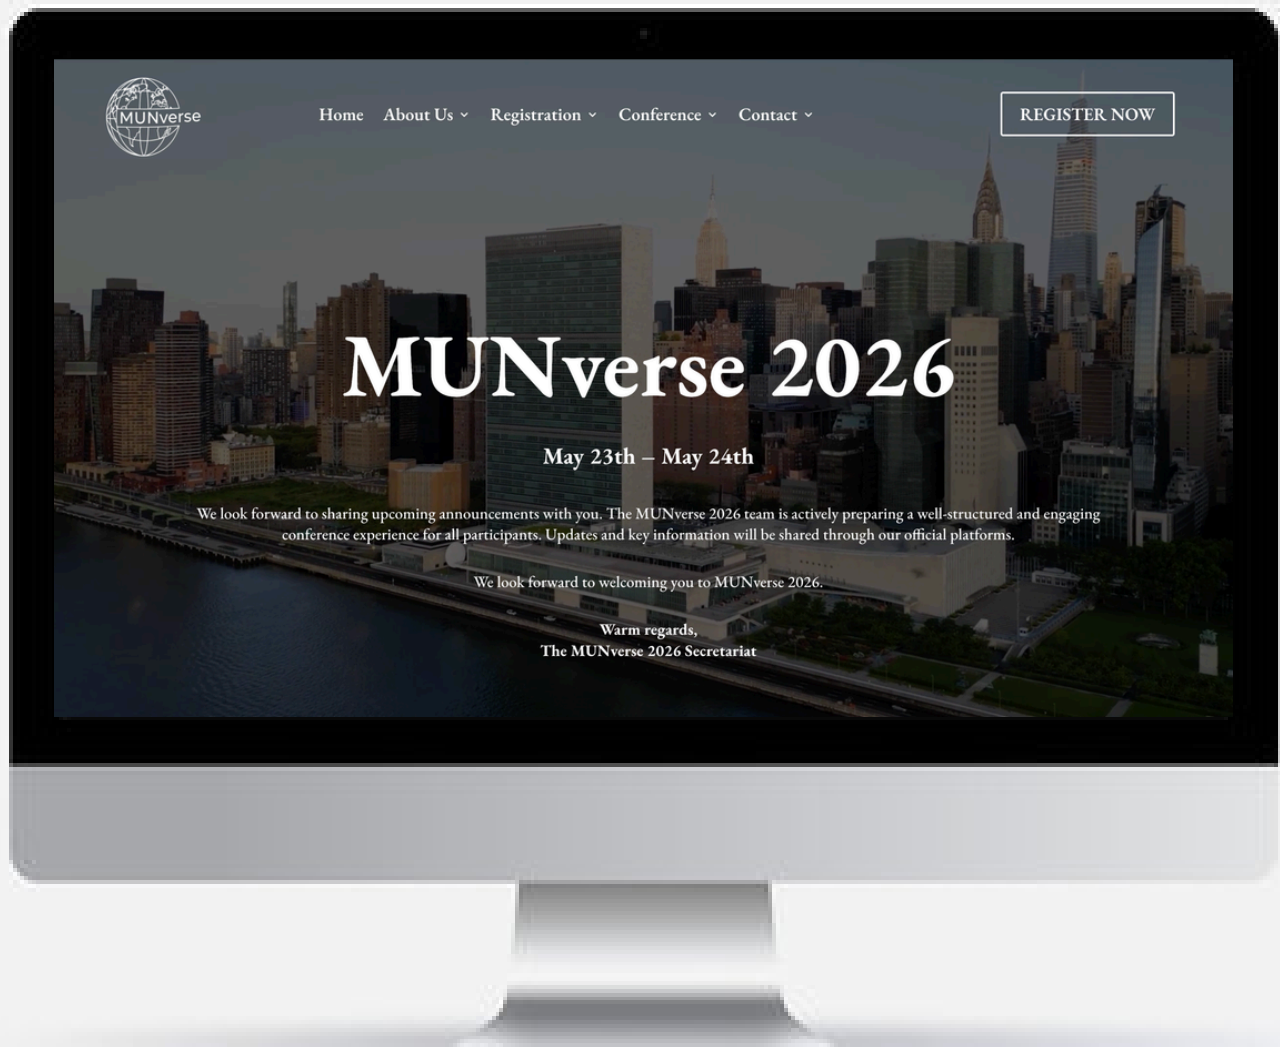 MUNverse
Home About Us Registration Conference Contact
REGISTER NOW
MUNverse 2026
May 23th – May 24th
We look forward to sharing upcoming announcements with you. The MUNverse 2026 team is actively preparing a well-structured and engaging
conference experience for all participants. Updates and key information will be shared through our official platforms.
We look forward to welcoming you to MUNverse 2026.
Warm regards,
The MUNverse 2026 Secretariat